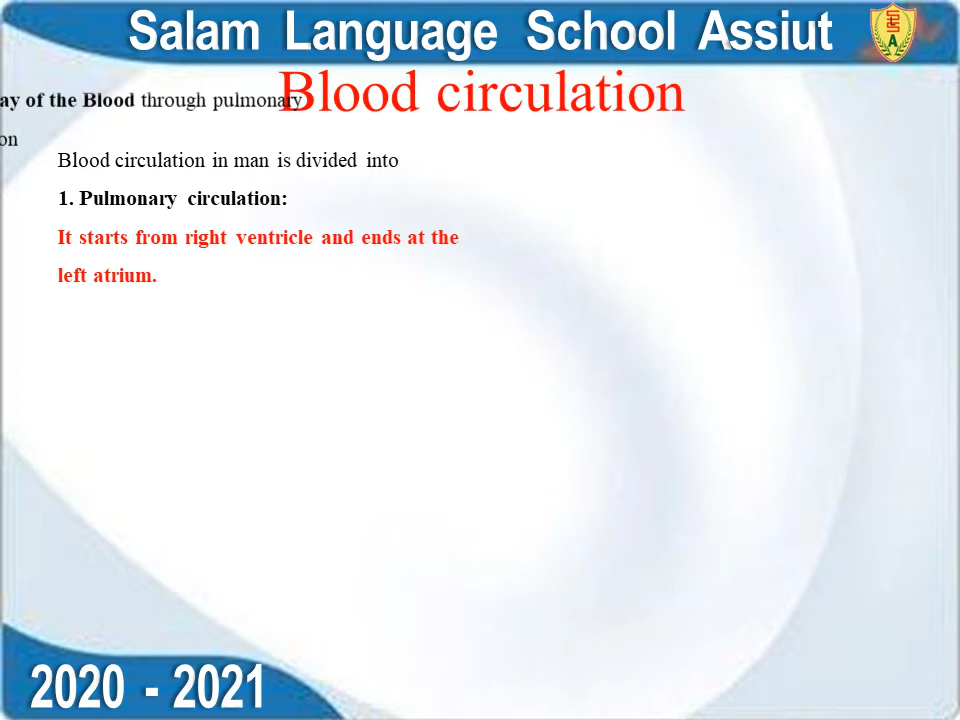 Salam Language School Assiut
Blood circulation
ay of the Blood through pulmonary
on
Blood circulation in man is divided into
1. Pulmonary circulation:
It starts from right ventricle and ends at the
left atrium.
2020 - 2021